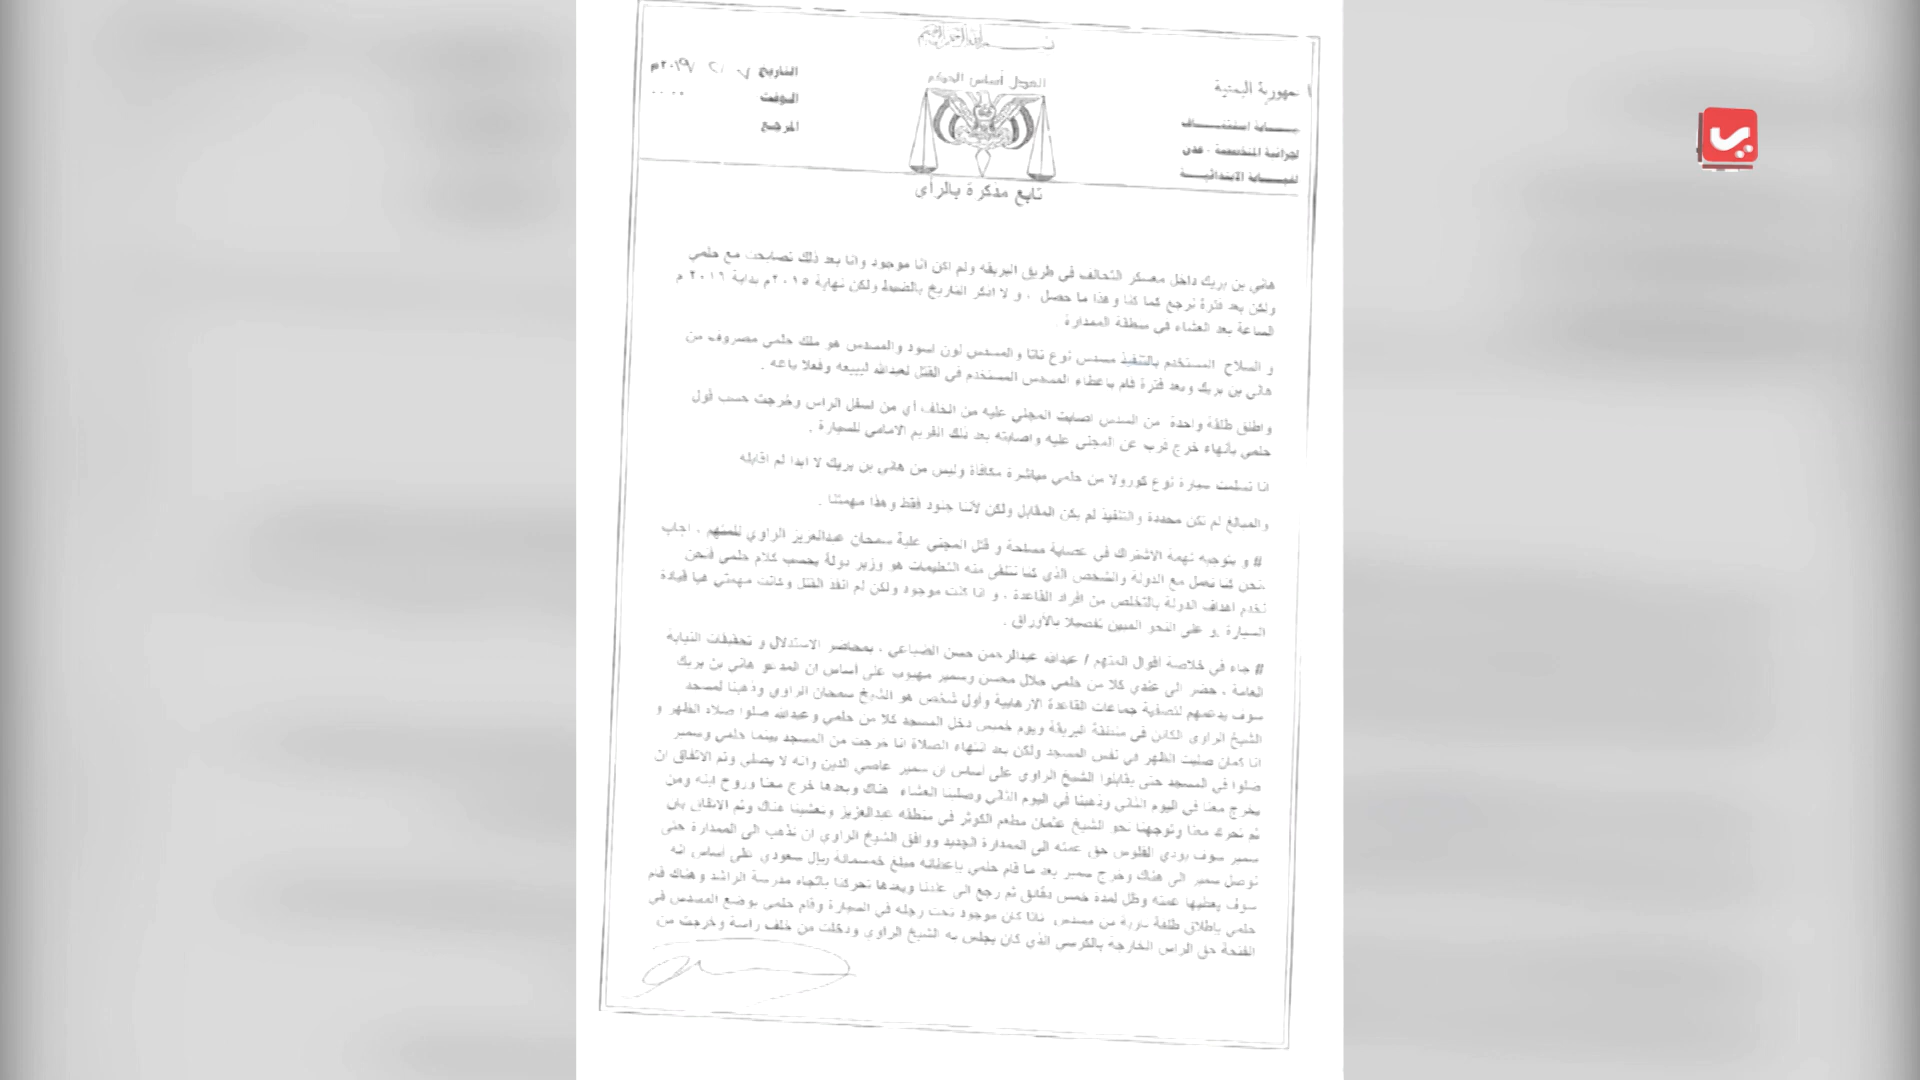 بسم الله الرحمن الرحيم
الجمهورية اليمنية
نيابة استئناف
الجزائية المتخصصة - عدن
النيابة الابتدائية
العدل أساس الحكم
التاريخ ٢٠١٩م
الوقت
المرجع
تابع مذكرة بالرأي
هاني بن بريك داخل معسكر التحالف في طريق البريقه ولم اكن انا موجود وانا بعد ذلك تصابحت مع حلمي
ولكن بعد فترة نرجع كما كنا وهذا ما حصل ، و لا اذكر التاريخ بالضبط ولكن نهاية ٢٠١٥م بداية ٢٠١٦ م
الساعة بعد العشاء في منطقة الممدارة .
و السلاح المستخدم بالتنفيذ مسدس نوع تاتا والمسدس لون اسود والمسدس هو ملك حلمي مصروف من
هاني بن بريك وبعد فترة قام باعطاء المسدس المستخدم في القتل لعبدالله ليبيعه وفعلا باعه .
واطلق طلقة واحدة من المسدس اصابت المجني عليه من الخلف أي من اسفل الراس وخرجت حسب قول
حلمي بأنهاء خرج قرب عن المجني عليه واصابته بعد ذلك القريم الامامي للسيارة .
انا تسلمت سيارة نوع كورولا من حلمي مباشرة مكافأة وليس من هاني بن بريك لا ابدا لم اقابله
والمبالغ لم تكن محددة والتنفيذ لم يكن المقابل ولكن لأننا جنود فقط وهذا مهمتنا .
# و بتوجيه تهمة الاشتراك في عصابة مسلحة و قتل المجني علية سمحان عبدالعزيز الراوي للمتهم ، اجاب
نحن كنا نعمل مع الدولة والشخص الذي كنا نتلقى منه التعليمات هو وزير دولة بحسب كلام حلمي فنحن
نخدم اهداف الدولة بالتخلص من افراد القاعدة ، و انا كنت موجود ولكن لم انفذ القتل وكانت مهمتي هيا قيادة
السيارة .و على النحو المبين تفصيلا بالأوراق .
# جاء في خلاصة اقوال المتهم / عبدالله عبدالرحمن حسن الضباعي ، بمحاضر الاستدلال و تحقيقات النيابة
العامة ، حضر الى عندي كلا من حلمي جلال محسن وسمير مهيوب على أساس ان المدعو هاني بن بريك
سوف يدعمهم لتصفية جماعات القاعدة الارهابية وأول شخص هو الشيخ سمحان الراوي وذهبنا لمسجد
الشيخ الراوي الكائن في منطقة البريقة ويوم خميس دخل المسجد كلا من حلمي وعبدالله صلوا صلاه الظهر و
انا كمان صليت الظهر في نفس المسجد ولكن بعد انتهاء الصلاة انا خرجت من المسجد بينما حلمي وسمير
ضلوا في المسجد حتى يقابلوا الشيخ الراوي على أساس ان سمير عاصي الدين وانه لا يصلي وتم الاتفاق ان
يخرج معنا في اليوم الثاني وذهبنا في اليوم الثاني وصلينا العشاء هناك وبعدها خرج معنا وروح ابنه ومن
ثم تحرك معنا وتوجهنا نحو الشيخ عثمان مطعم الكوثر في منطقه عبدالعزيز وتعشينا هناك وتم الاتفاق بان
سمير سوف يودي الفلوس حق عمته الى الممدارة الجديد ووافق الشيخ الراوي ان نذهب الى الممدارة حتى
نوصل سمير الى هناك وخرج سمير بعد ما قام حلمي بإعطائه مبلغ خمسمائة ريال سعودي على أساس انه
سوف يعطيها عمته وظل لمدة خمس دقائق ثم رجع الى عندنا وبعدها تحركنا باتجاه مدرسة الراشد وهناك قام
حلمي باطلاق طلقة نارية من مسدس تاتا كان موجود تحت رجله في السيارة وقام حلمي بوضع المسدس في
الفتحة حق الراس الخارجة بالكرسي الذي كان يجلس به الشيخ الراوي ودخلت من خلف راسة وخرجت من